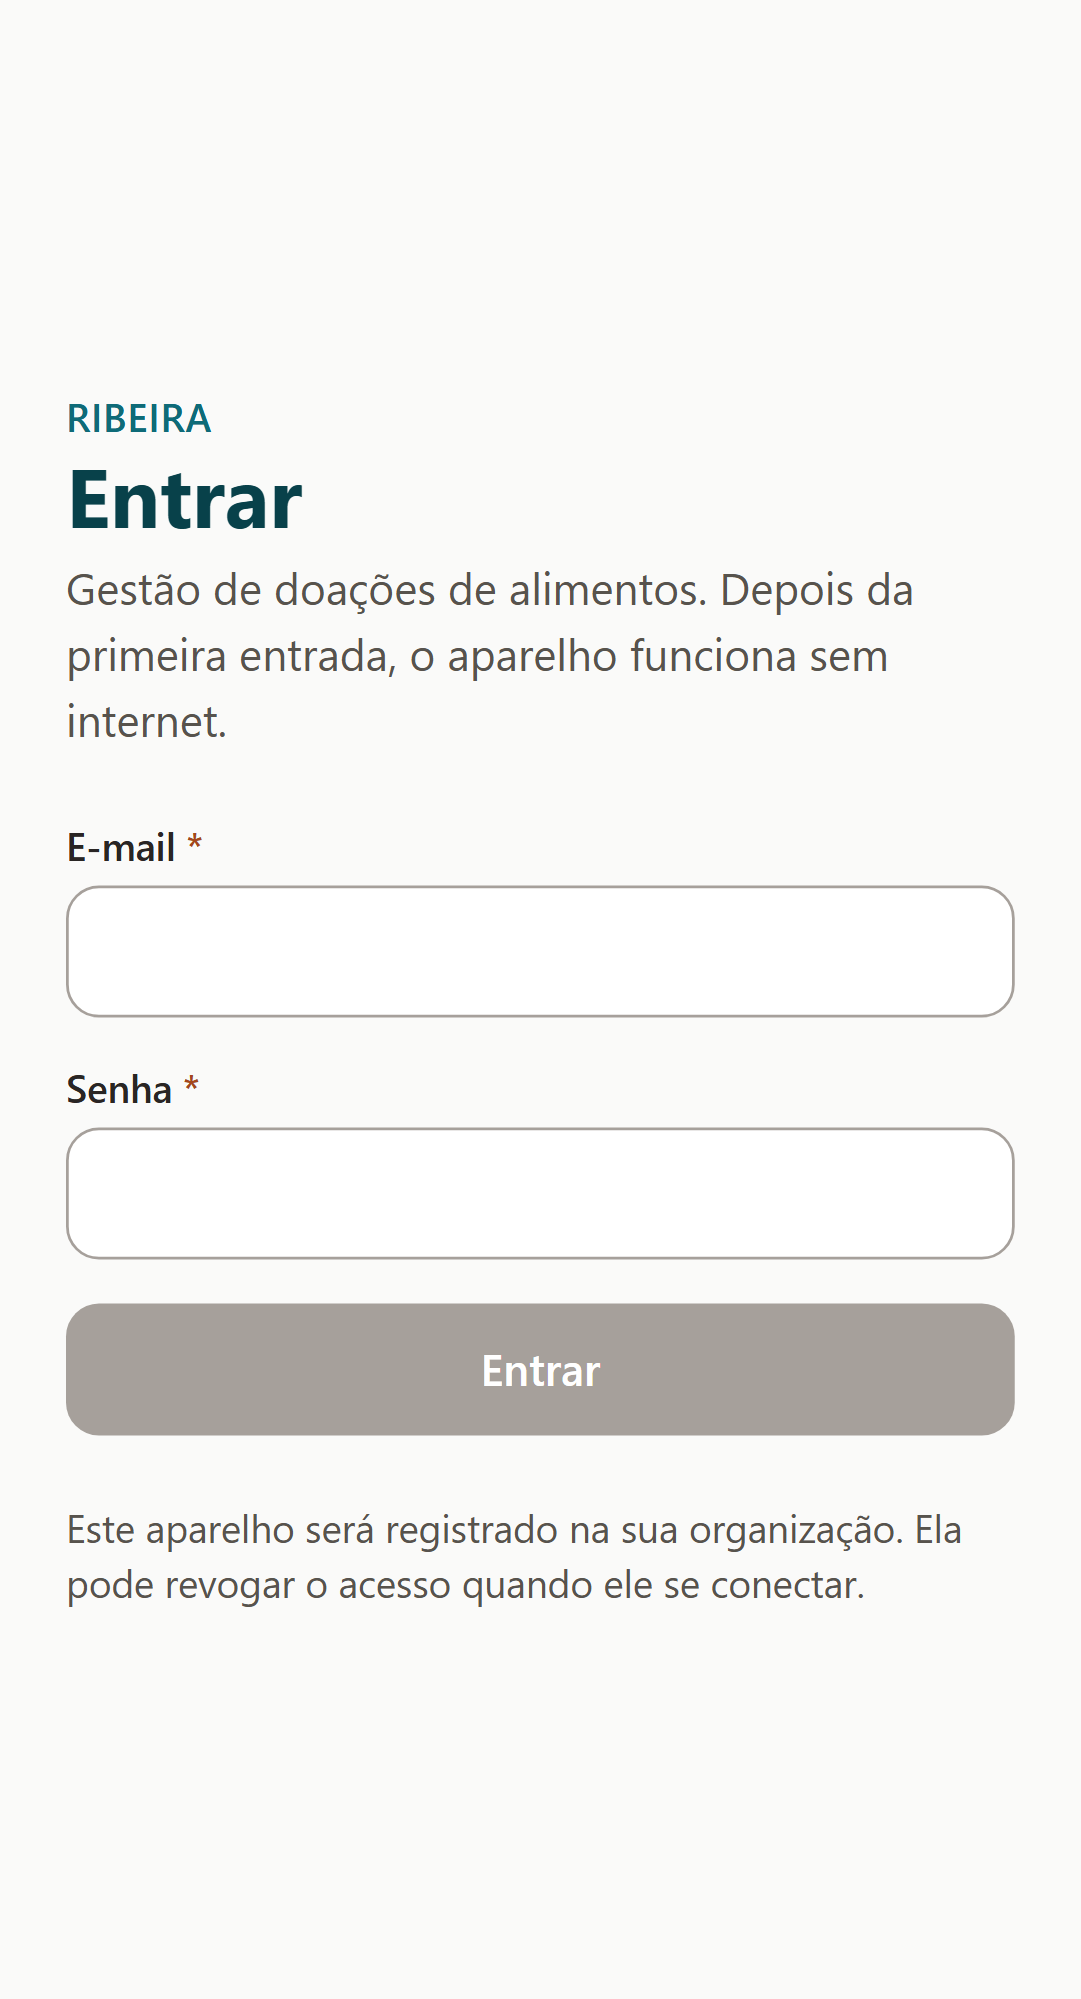 RIBEIRA
Entrar
Gestão de doações de alimentos. Depois da
primeira entrada, o aparelho funciona sem
internet.
E-mail *
Senha *
Entrar
Este aparelho será registrado na sua organização. Ela
pode revogar o acesso quando ele se conectar.